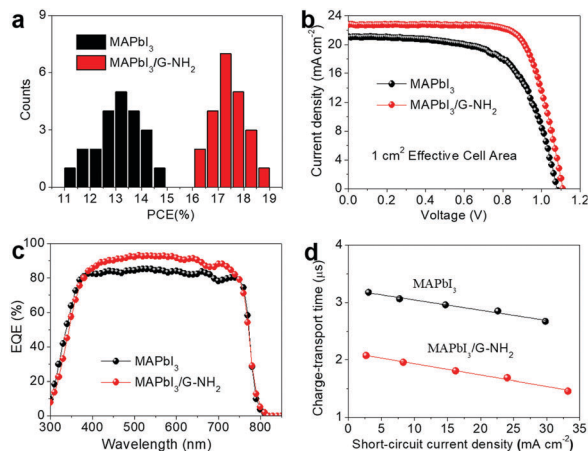 a
MAPbI₃
MAPbI₃/G-NH₂
Counts
9
6
3
0
11 12 13 14 15 16 17 18 19
PCE(%)
b
Current density (mA cm⁻²)
24
20
16
12
8
4
0
MAPbI₃
MAPbI₃/G-NH₂
1 cm² Effective Cell Area
0.0 0.2 0.4 0.6 0.8 1.0 1.2
Voltage (V)
c
EQE (%)
100
80
60
40
20
0
MAPbI₃
MAPbI₃/G-NH₂
300 400 500 600 700 800
Wavelength (nm)
d
Charge-transport time (μs)
4
3
2
1
MAPbI₃
MAPbI₃/G-NH₂
0 5 10 15 20 25 30 35
Short-circuit current density (mA cm⁻²)